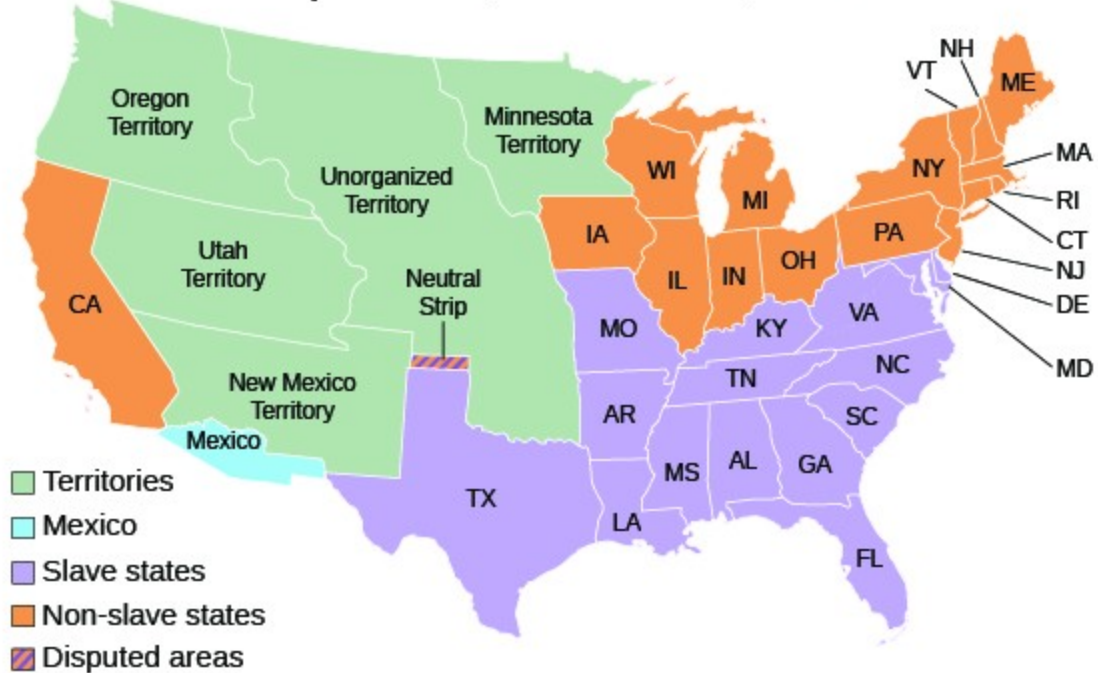 NH
VT
ME
Oregon
Territory
Minnesota
Territory
MA
WI
NY
Unorganized
Territory
MI
RI
IA
PA
CT
Utah
Territory
OH
NJ
IL
IN
Neutral
Strip
DE
CA
MO
KY
VA
MD
NC
TN
New Mexico
Territory
AR
SC
Mexico
MS
AL
GA
Territories
TX
LA
Mexico
FL
Slave states
Non-slave states
Disputed areas